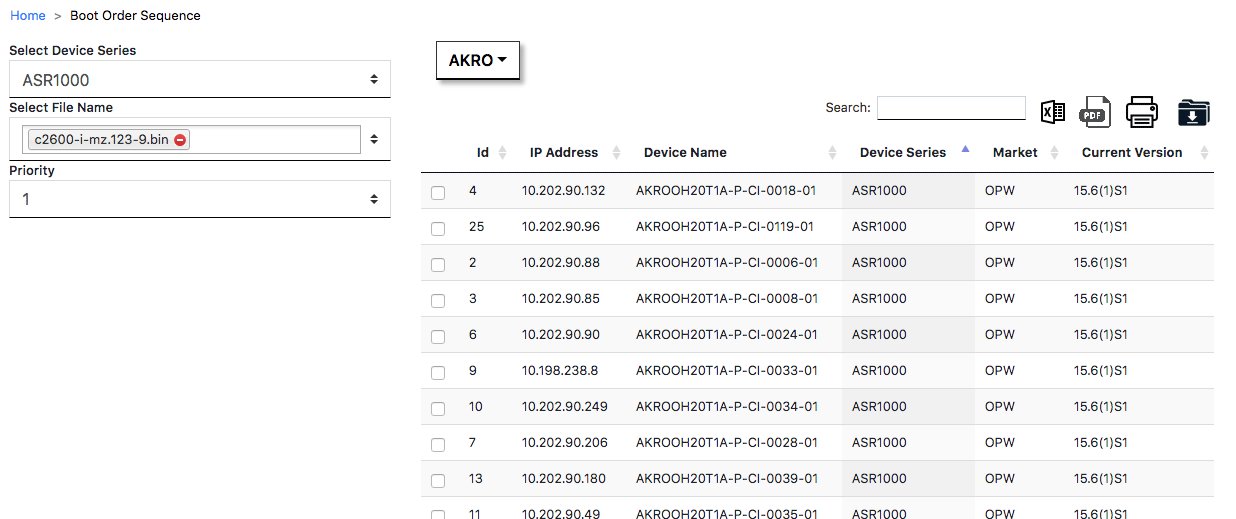 Home > Boot Order Sequence
Select Device Series
ASR1000
Select File Name
c2600-i-mz.123-9.bin
Priority
1
AKRO
Search:
PDF
Id IP Address Device Name Device Series Market Current Version
4 10.202.90.132 AKROOH20T1A-P-CI-0018-01 ASR1000 OPW 15.6(1)S1
25 10.202.90.96 AKROOH20T1A-P-CI-0119-01 ASR1000 OPW 15.6(1)S1
2 10.202.90.88 AKROOH20T1A-P-CI-0006-01 ASR1000 OPW 15.6(1)S1
3 10.202.90.85 AKROOH20T1A-P-CI-0008-01 ASR1000 OPW 15.6(1)S1
6 10.202.90.90 AKROOH20T1A-P-CI-0024-01 ASR1000 OPW 15.6(1)S1
9 10.198.238.8 AKROOH20T1A-P-CI-0033-01 ASR1000 OPW 15.6(1)S1
10 10.202.90.249 AKROOH20T1A-P-CI-0034-01 ASR1000 OPW 15.6(1)S1
7 10.202.90.206 AKROOH20T1A-P-CI-0028-01 ASR1000 OPW 15.6(1)S1
13 10.202.90.180 AKROOH20T1A-P-CI-0039-01 ASR1000 OPW 15.6(1)S1
11 10.202.90.49 AKROOH20T1A-P-CI-0035-01 ASR1000 OPW 15.6(1)S1